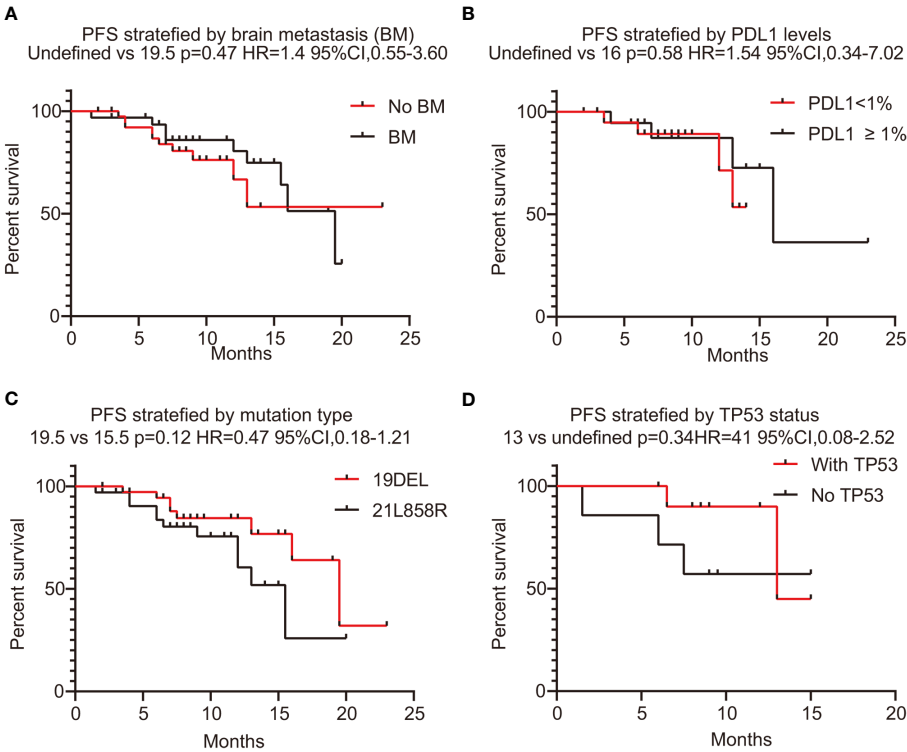 A
PFS stratefied by brain metastasis (BM)
Undefined vs 19.5 p=0.47 HR=1.4 95%CI,0.55-3.60
100
50
0
Percent survival
No BM
BM
0 5 10 15 20 25
Months
B
PFS stratefied by PDL1 levels
Undefined vs 16 p=0.58 HR=1.54 95%CI,0.34-7.02
100
50
0
Percent survival
PDL1<1%
PDL1 ≥ 1%
0 5 10 15 20 25
Months
C
PFS stratefied by mutation type
19.5 vs 15.5 p=0.12 HR=0.47 95%CI,0.18-1.21
100
50
0
Percent survival
19DEL
21L858R
0 5 10 15 20 25
Months
D
PFS stratefied by TP53 status
13 vs undefined p=0.34HR=41 95%CI,0.08-2.52
100
50
0
Percent survival
With TP53
No TP53
0 5 10 15 20
Months